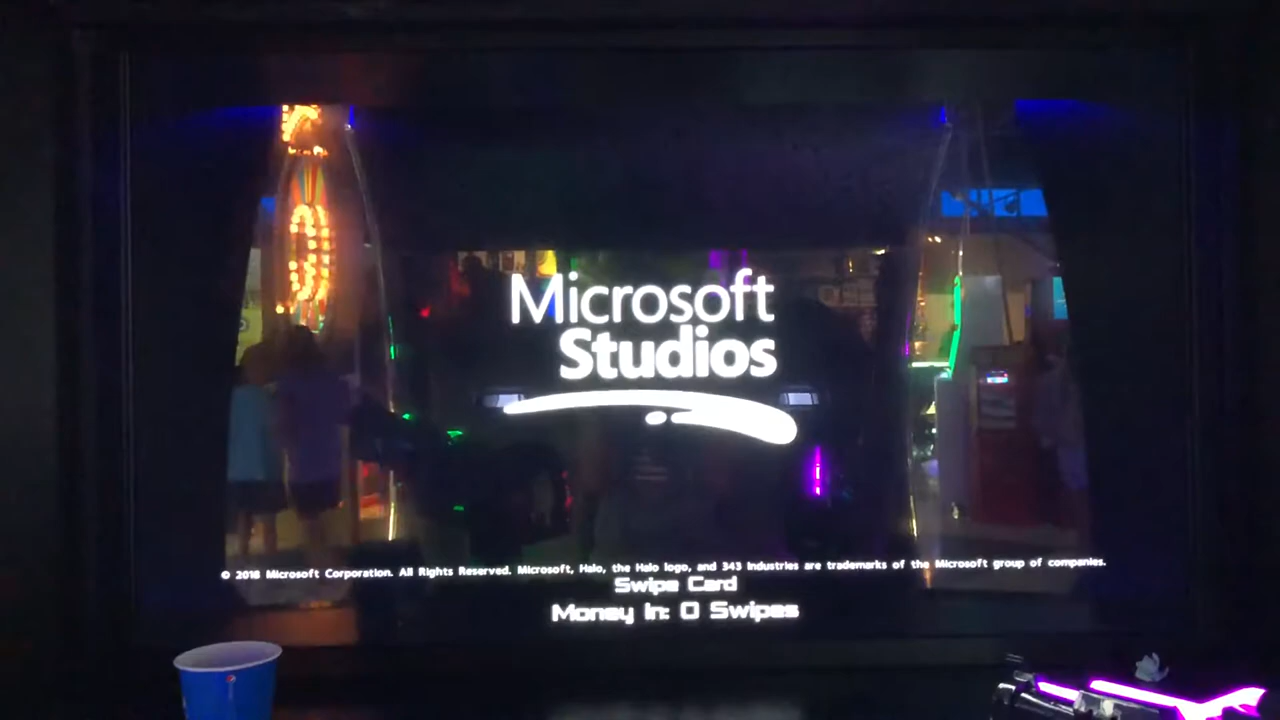 Microsoft
Studios
© 2018 Microsoft Corporation. All Rights Reserved. Microsoft, Halo, the Halo logo, and 343 Industries are trademarks of the Microsoft group of companies.
Swipe Card
Money In: 0 Swipes